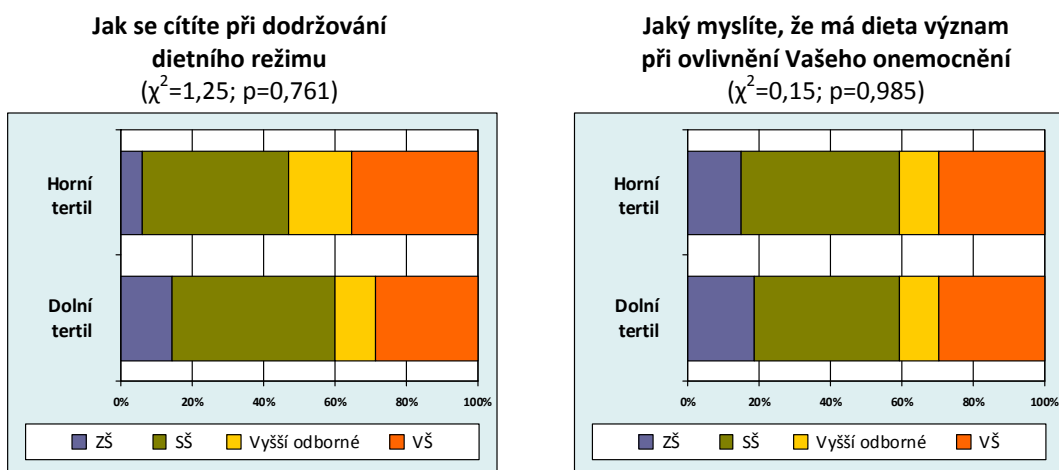 Jak se cítíte při dodržování
dietního režimu
(χ²=1,25; p=0,761)
Horní
tertil
Dolní
tertil
0% 20% 40% 60% 80% 100%
ZŠ SŠ Vyšší odborné VŠ
Jaký myslíte, že má dieta význam
při ovlivnění Vašeho onemocnění
(χ²=0,15; p=0,985)
Horní
tertil
Dolní
tertil
0% 20% 40% 60% 80% 100%
ZŠ SŠ Vyšší odborné VŠ